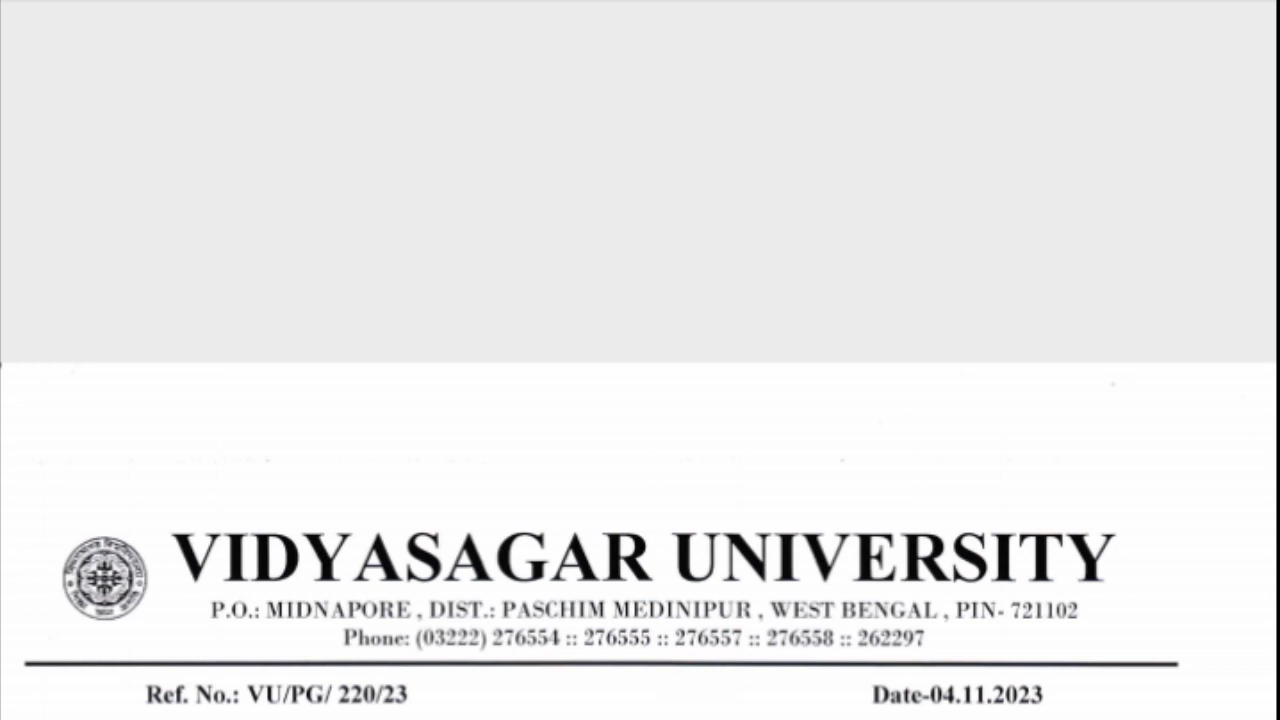 VIDYASAGAR UNIVERSITY
P.O.: MIDNAPORE , DIST.: PASCHIM MEDINIPUR , WEST BENGAL , PIN- 721102
Phone: (03222) 276554 :: 276555 :: 276557 :: 276558 :: 262297
Ref. No.: VU/PG/ 220/23
Date-04.11.2023